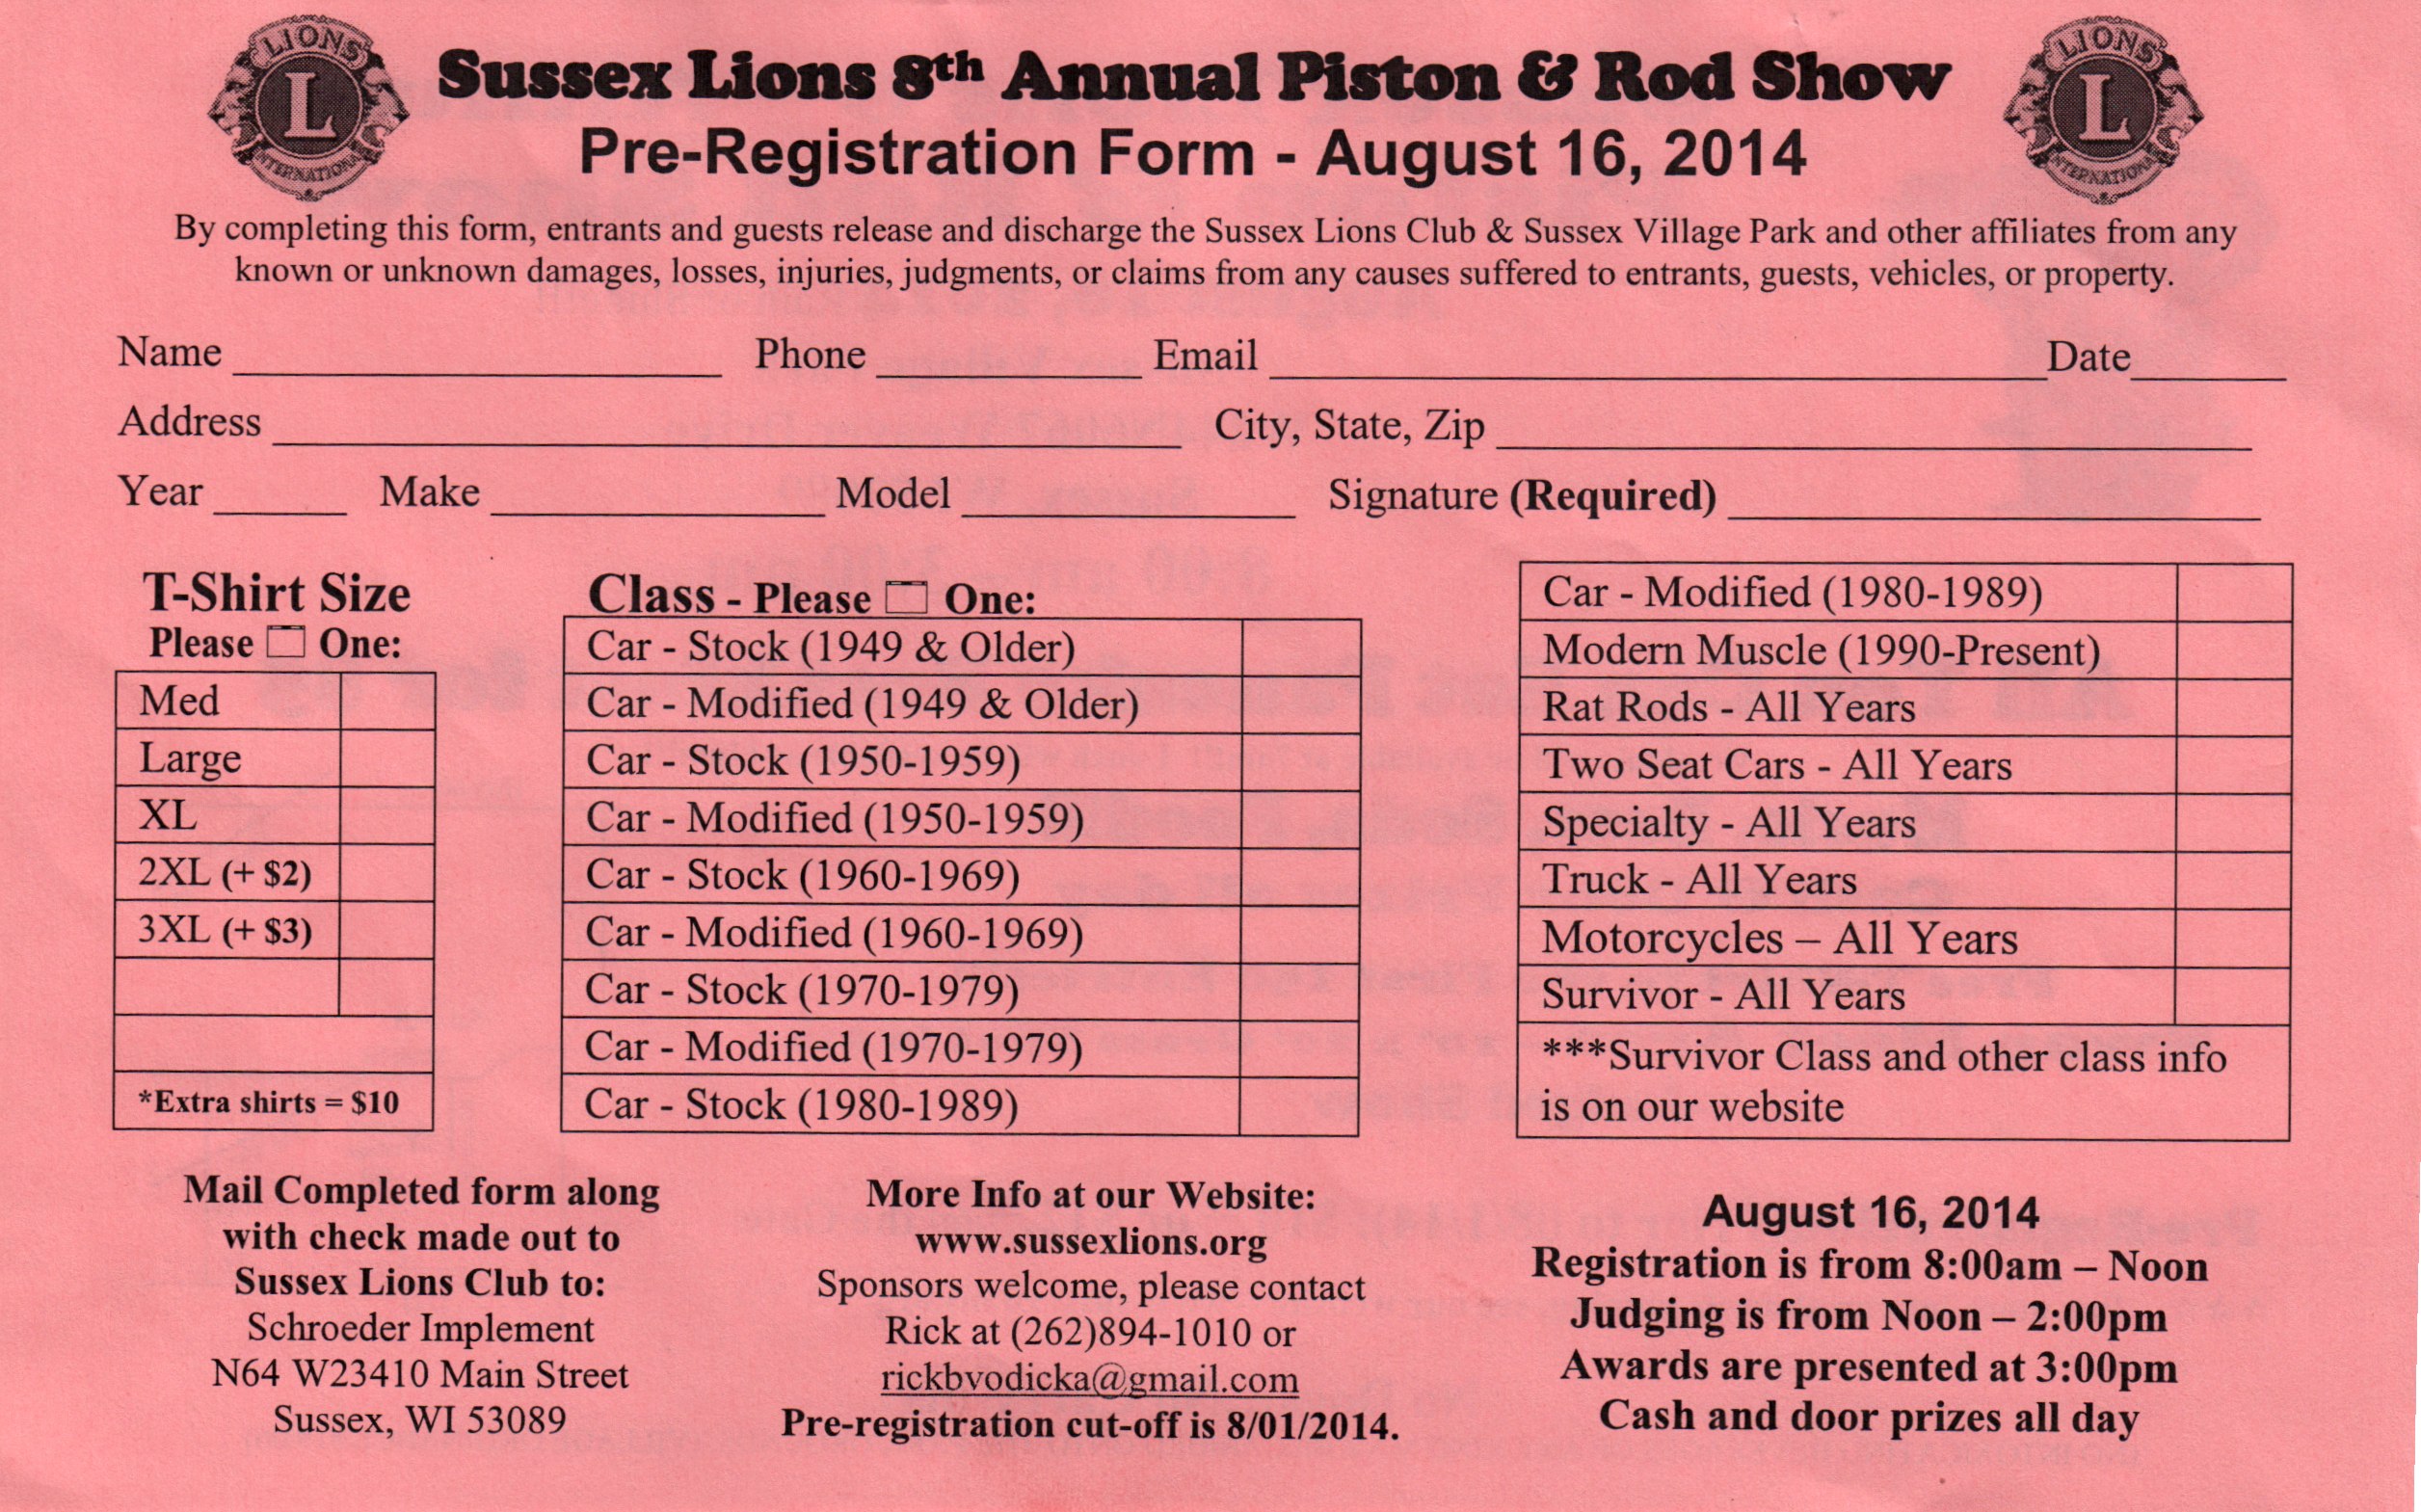 LIONS
L
INTERNATIONAL
Sussex Lions 8th Annual Piston & Rod Show
LIONS
L
INTERNATIONAL
Pre-Registration Form - August 16, 2014
By completing this form, entrants and guests release and discharge the Sussex Lions Club & Sussex Village Park and other affiliates from any
known or unknown damages, losses, injuries, judgments, or claims from any causes suffered to entrants, guests, vehicles, or property.
Name Phone Email Date
Address City, State, Zip
Year Make Model Signature (Required)
T-Shirt Size
Please □ One:
Med
Large
XL
2XL (+ $2)
3XL (+ $3)
*Extra shirts = $10
Class - Please □ One:
Car - Stock (1949 & Older)
Car - Modified (1949 & Older)
Car - Stock (1950-1959)
Car - Modified (1950-1959)
Car - Stock (1960-1969)
Car - Modified (1960-1969)
Car - Stock (1970-1979)
Car - Modified (1970-1979)
Car - Stock (1980-1989)
Car - Modified (1980-1989)
Modern Muscle (1990-Present)
Rat Rods - All Years
Two Seat Cars - All Years
Specialty - All Years
Truck - All Years
Motorcycles – All Years
Survivor - All Years
***Survivor Class and other class info
is on our website
Mail Completed form along
with check made out to
Sussex Lions Club to:
Schroeder Implement
N64 W23410 Main Street
Sussex, WI 53089
More Info at our Website:
www.sussexlions.org
Sponsors welcome, please contact
Rick at (262)894-1010 or
rickbvodicka@gmail.com
Pre-registration cut-off is 8/01/2014.
August 16, 2014
Registration is from 8:00am – Noon
Judging is from Noon – 2:00pm
Awards are presented at 3:00pm
Cash and door prizes all day